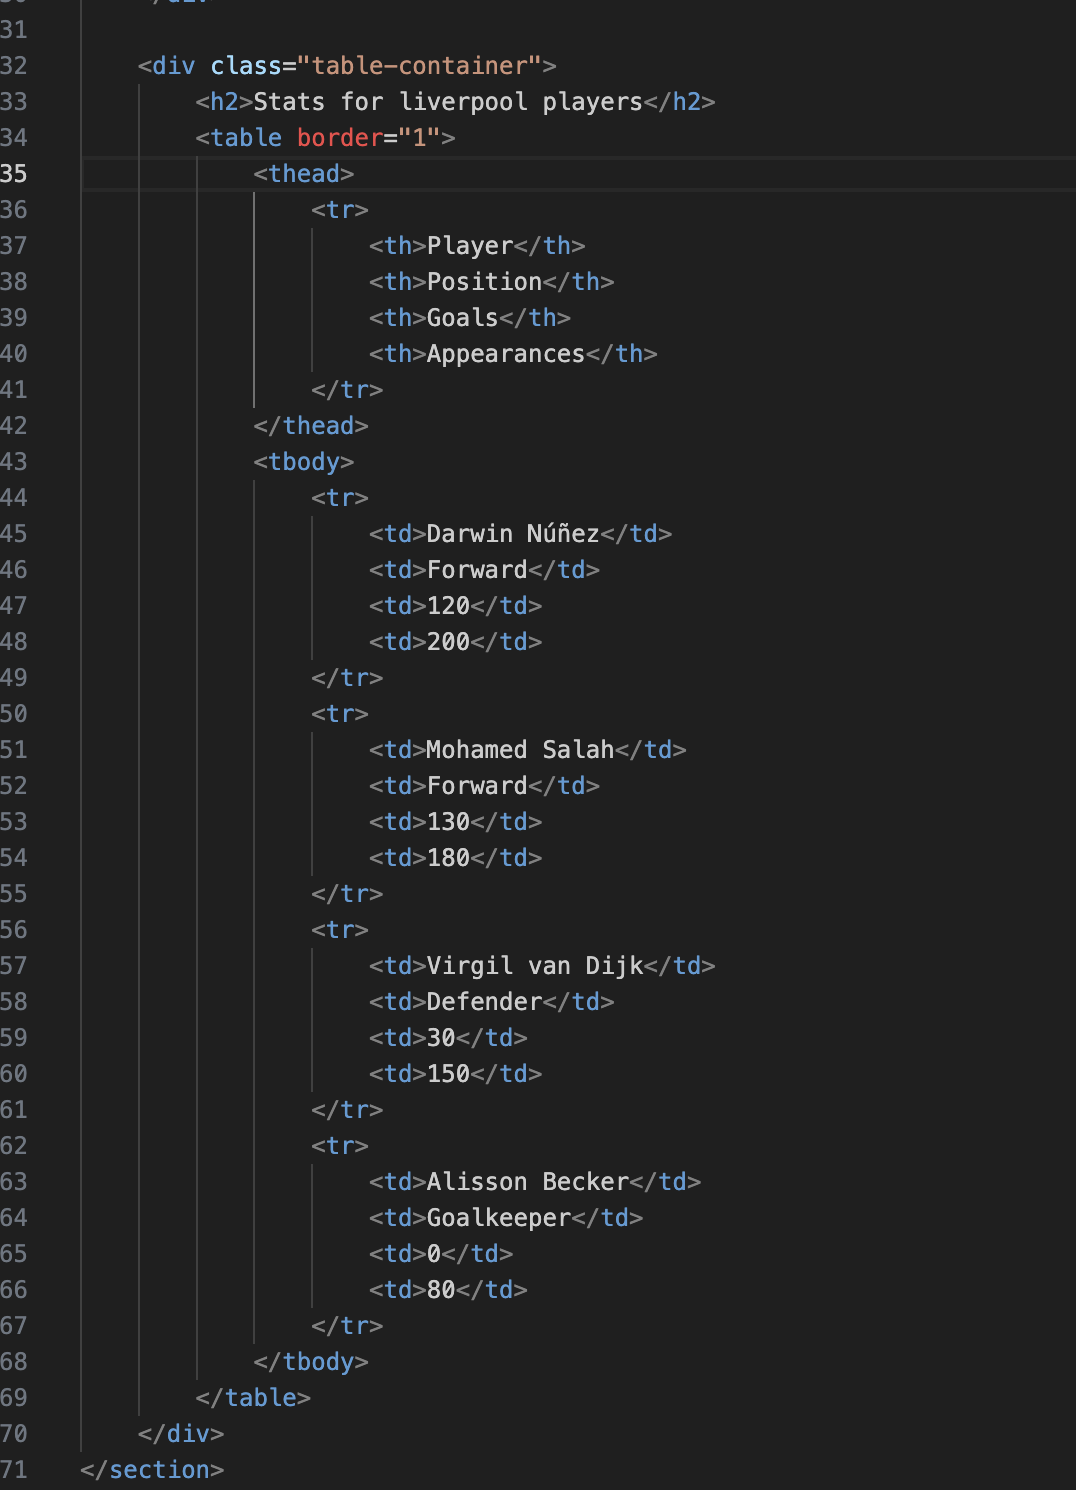 31
32 <div class="table-container">
33 <h2>Stats for liverpool players</h2>
34 <table border="1">
35 <thead>
36 <tr>
37 <th>Player</th>
38 <th>Position</th>
39 <th>Goals</th>
40 <th>Appearances</th>
41 </tr>
42 </thead>
43 <tbody>
44 <tr>
45 <td>Darwin Núñez</td>
46 <td>Forward</td>
47 <td>120</td>
48 <td>200</td>
49 </tr>
50 <tr>
51 <td>Mohamed Salah</td>
52 <td>Forward</td>
53 <td>130</td>
54 <td>180</td>
55 </tr>
56 <tr>
57 <td>Virgil van Dijk</td>
58 <td>Defender</td>
59 <td>30</td>
60 <td>150</td>
61 </tr>
62 <tr>
63 <td>Alisson Becker</td>
64 <td>Goalkeeper</td>
65 <td>0</td>
66 <td>80</td>
67 </tr>
68 </tbody>
69 </table>
70 </div>
71 </section>